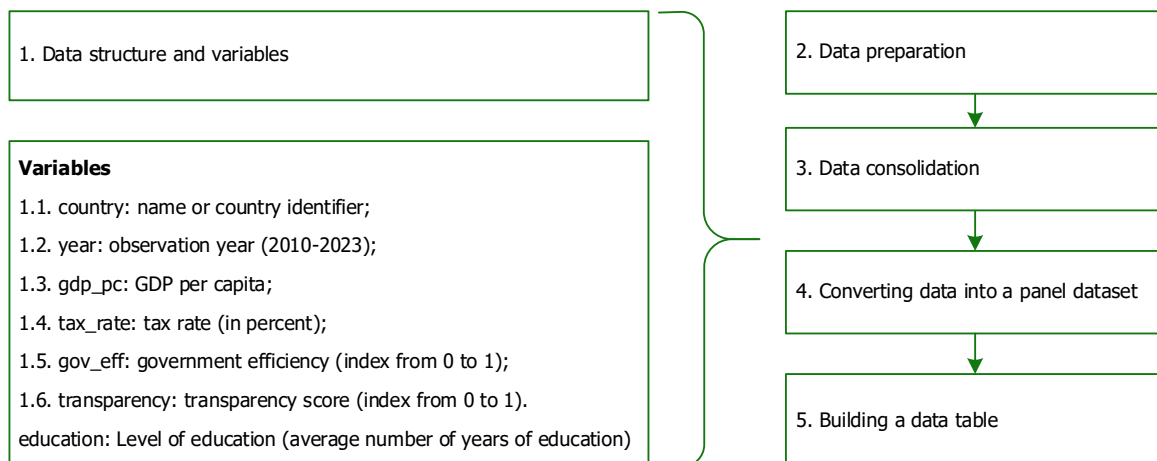 1. Data structure and variables
Variables
1.1. country: name or country identifier;
1.2. year: observation year (2010-2023);
1.3. gdp_pc: GDP per capita;
1.4. tax_rate: tax rate (in percent);
1.5. gov_eff: government efficiency (index from 0 to 1);
1.6. transparency: transparency score (index from 0 to 1).
education: Level of education (average number of years of education)
2. Data preparation
3. Data consolidation
4. Converting data into a panel dataset
5. Building a data table